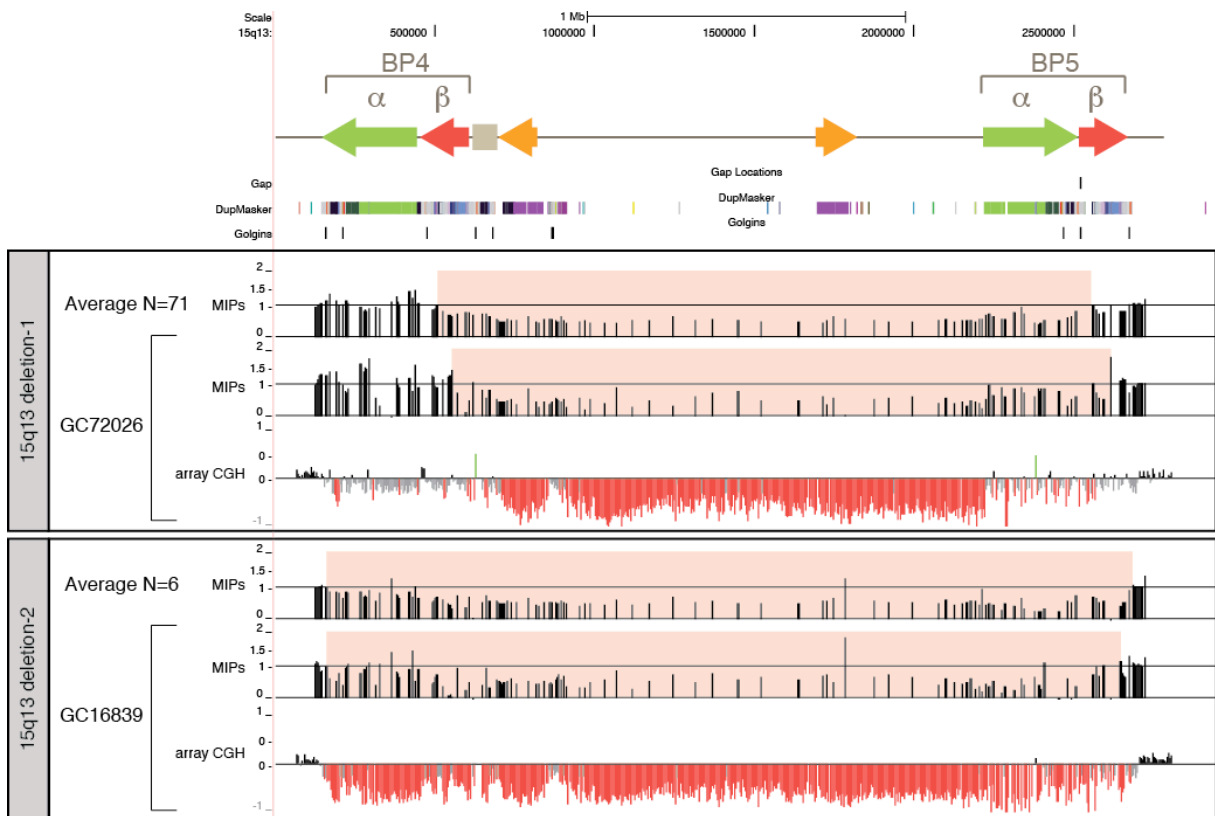 Scale
1 Mb
15q13:
500000
1000000
1500000
2000000
2500000
BP4
BP5
α
β
α
β
Gap Locations
Gap
DupMasker
DupMasker
Golgins
Golgins
15q13 deletion-1
Average N=71
MIPs
2
1.5
1
0
GC72026
MIPs
2
1.5
1
0
array CGH
1
0
0
-1
15q13 deletion-2
Average N=6
MIPs
2
1.5
1
0
GC16839
MIPs
2
1.5
1
0
array CGH
1
0
0
-1